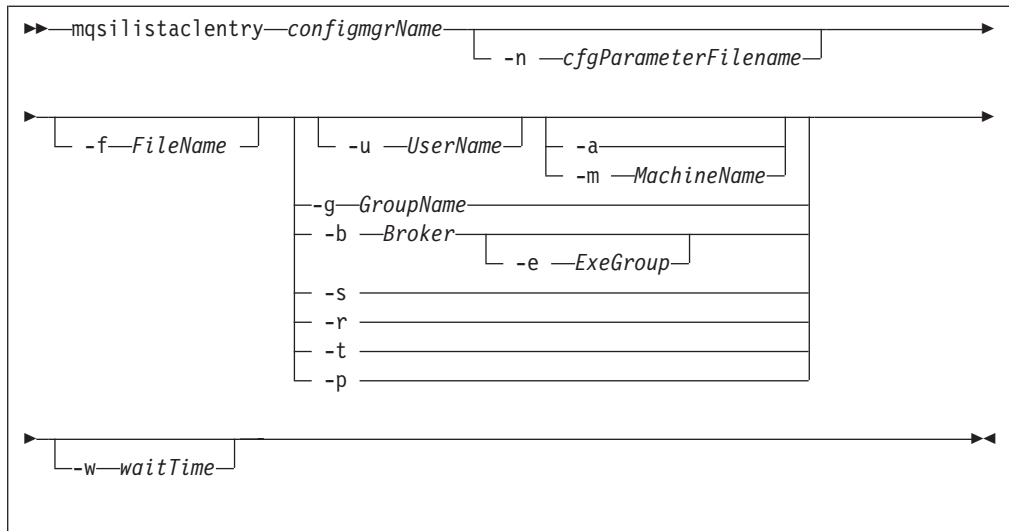 mqsilistaclentry configmgrName
-n cfgParameterFilename
-f FileName
-u UserName
-a
-m MachineName
-g GroupName
-b Broker
-e ExeGroup
-s
-r
-t
-p
-w waitTime